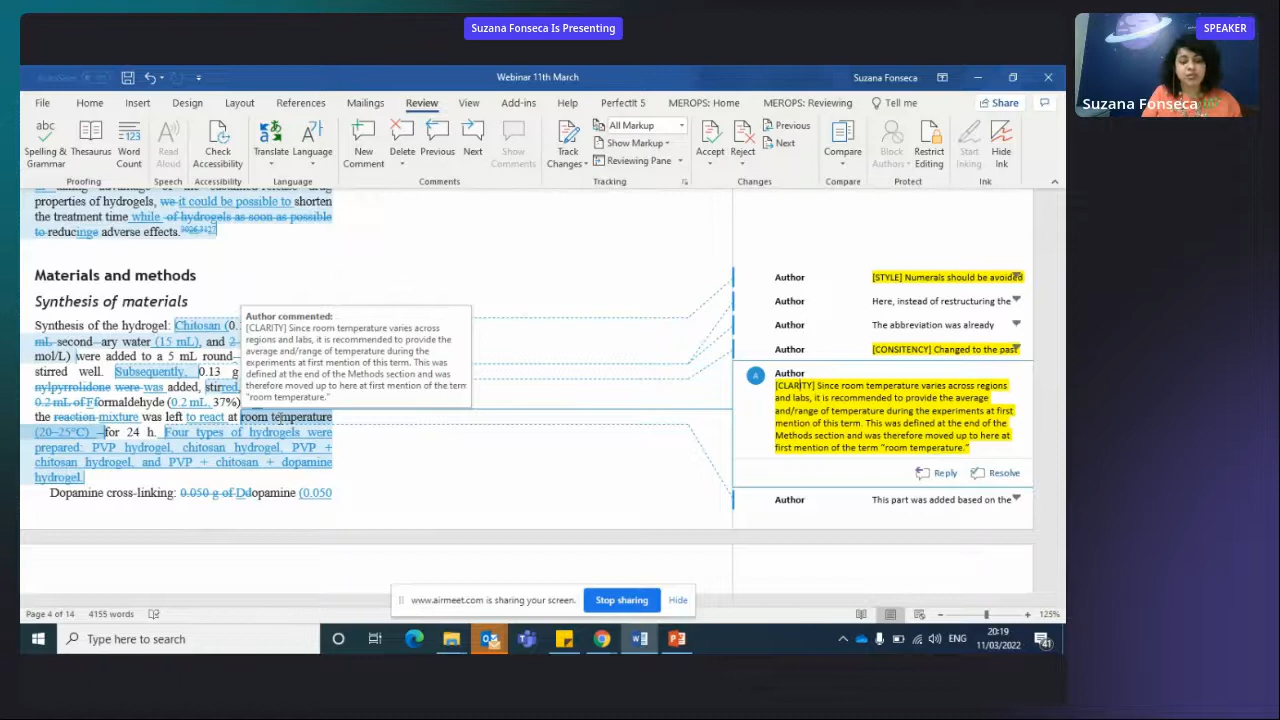 Suzana Fonseca Is Presenting
SPEAKER
Suzana Fonseca
Webinar 11th March
Suzana Fonseca
File Home Insert Design Layout References Mailings Review View Add-ins Help PerfectIt 5 MEROPS: Home MEROPS: Reviewing Tell me Share
Spelling & Grammar
Thesaurus
Word Count
Read Aloud
Check Accessibility
Translate
Language
New Comment
Delete
Previous
Next
Show Comments
Track Changes
All Markup
Show Markup
Reviewing Pane
Accept
Reject
Previous
Next
Compare
Block Authors
Restrict Editing
Start Inking
Hide Ink
Proofing Speech Accessibility Language Comments Tracking Changes Compare Protect Ink
properties of hydrogels, we it could be possible to shorten
the treatment time while of hydrogels as soon as possible
to reducinge adverse effects.
Materials and methods
Synthesis of materials
Synthesis of the hydrogel: Chitosan (0.
mL second–ary water (15 mL), and 2
mol/L) were added to a 5 mL round–
stirred well. Subsequently, 0.13 g
nylpyrrolidone were was added, stirred,
0.2 mL of Fformaldehyde (0.2 mL, 37%)
the reaction mixture was left to react at room temperature
(20–25°C) –for 24 h. Four types of hydrogels were
prepared: PVP hydrogel, chitosan hydrogel, PVP +
chitosan hydrogel, and PVP + chitosan + dopamine
hydrogel.
Dopamine cross-linking: 0.050 g of Ddopamine (0.050
Author commented:
[CLARITY] Since room temperature varies across
regions and labs, it is recommended to provide the
average and/range of temperature during the
experiments at first mention of this term. This was
defined at the end of the Methods section and was
therefore moved up to here at first mention of the term
"room temperature."
Author [STYLE] Numerals should be avoided
Author Here, instead of restructuring the
Author The abbreviation was already
Author [CONSITENCY] Changed to the past
A
Author
[CLARITY] Since room temperature varies across regions
and labs, it is recommended to provide the average
and/range of temperature during the experiments at first
mention of this term. This was defined at the end of the
Methods section and was therefore moved up to here at
first mention of the term "room temperature."
Reply Resolve
Author This part was added based on the
www.airmeet.com is sharing your screen. Stop sharing Hide
Page 4 of 14 4155 words 125%
Type here to search
ENG
20:19
11/03/2022
41